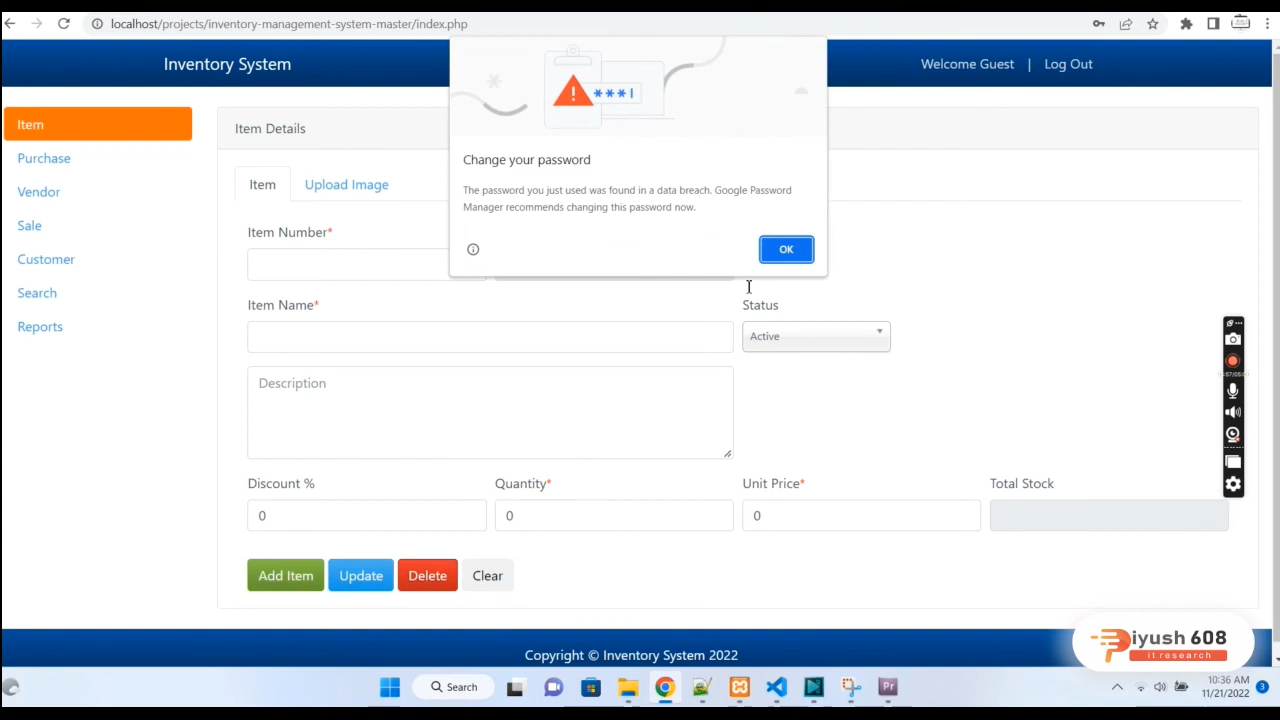 localhost/projects/inventory-management-system-master/index.php
Inventory System
Welcome Guest | Log Out
***|
Change your password
The password you just used was found in a data breach. Google Password
Manager recommends changing this password now.
OK
Item
Purchase
Vendor
Sale
Customer
Search
Reports
Item Details
Item
Upload Image
Item Number*
Item Name*
Status
Active
Description
Discount %
Quantity*
Unit Price*
Total Stock
0
0
0
Add Item
Update
Delete
Clear
Copyright © Inventory System 2022
Piyush 608
it research
Search
Pr
10:36 AM
11/21/2022
3